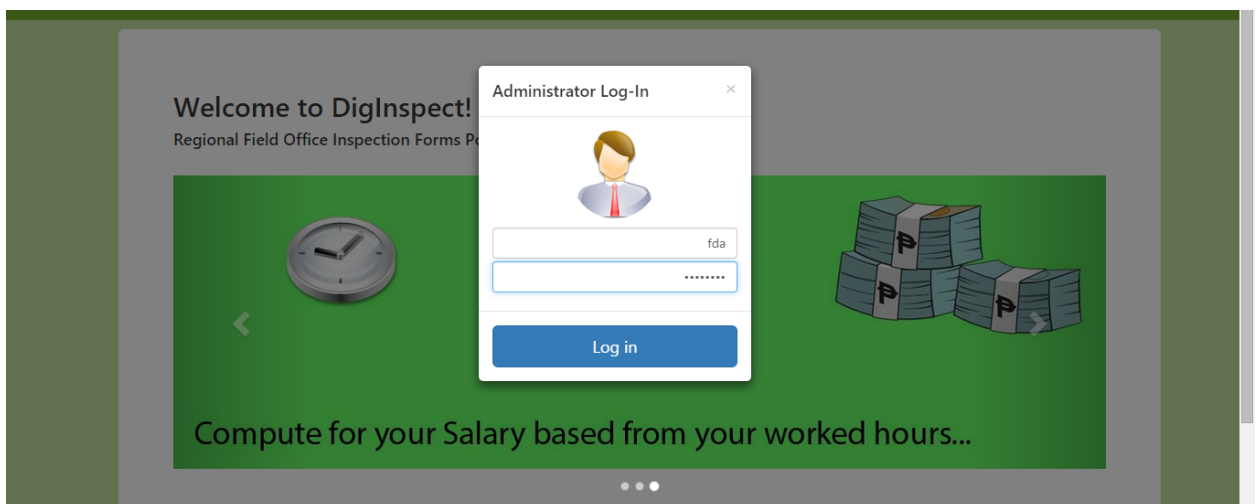 Administrator Log-In ×
Welcome to DigInspect!
Regional Field Office Inspection Forms
fda
••••••••
Log in
Compute for your Salary based from your worked hours...